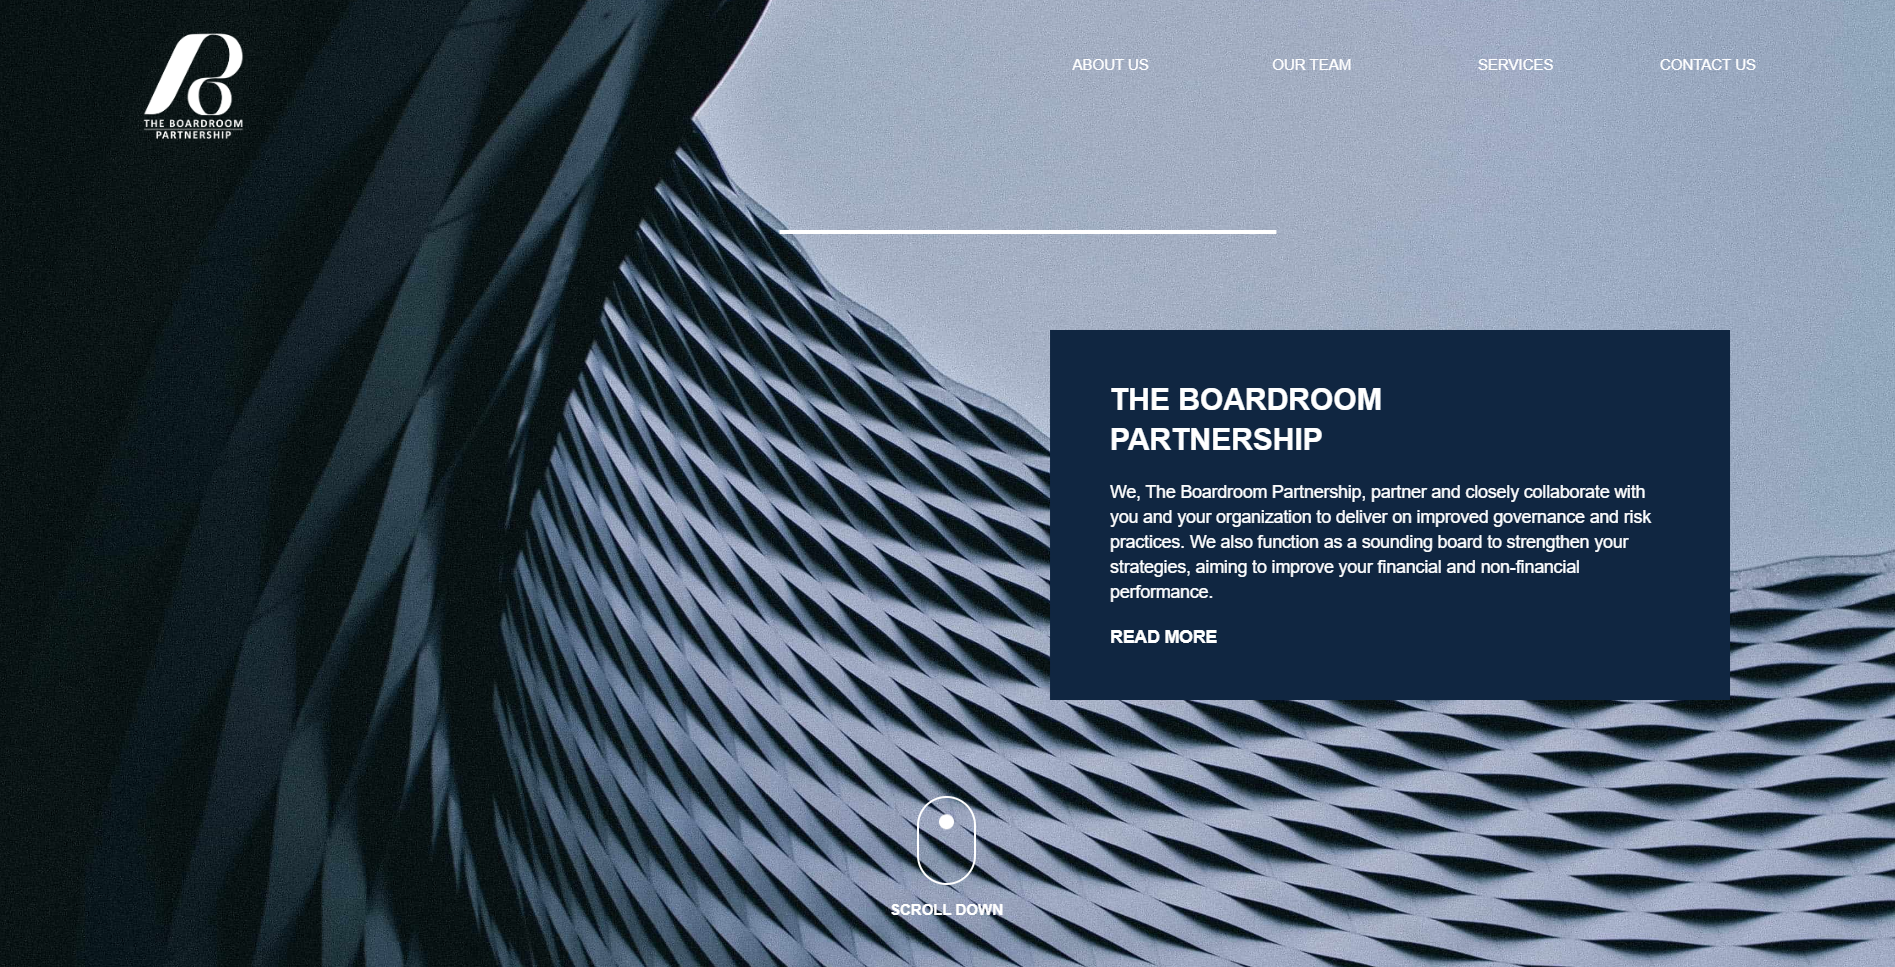 THE BOARDROOM
PARTNERSHIP
ABOUT US
OUR TEAM
SERVICES
CONTACT US
THE BOARDROOM
PARTNERSHIP
We, The Boardroom Partnership, partner and closely collaborate with
you and your organization to deliver on improved governance and risk
practices. We also function as a sounding board to strengthen your
strategies, aiming to improve your financial and non-financial
performance.
READ MORE
SCROLL DOWN